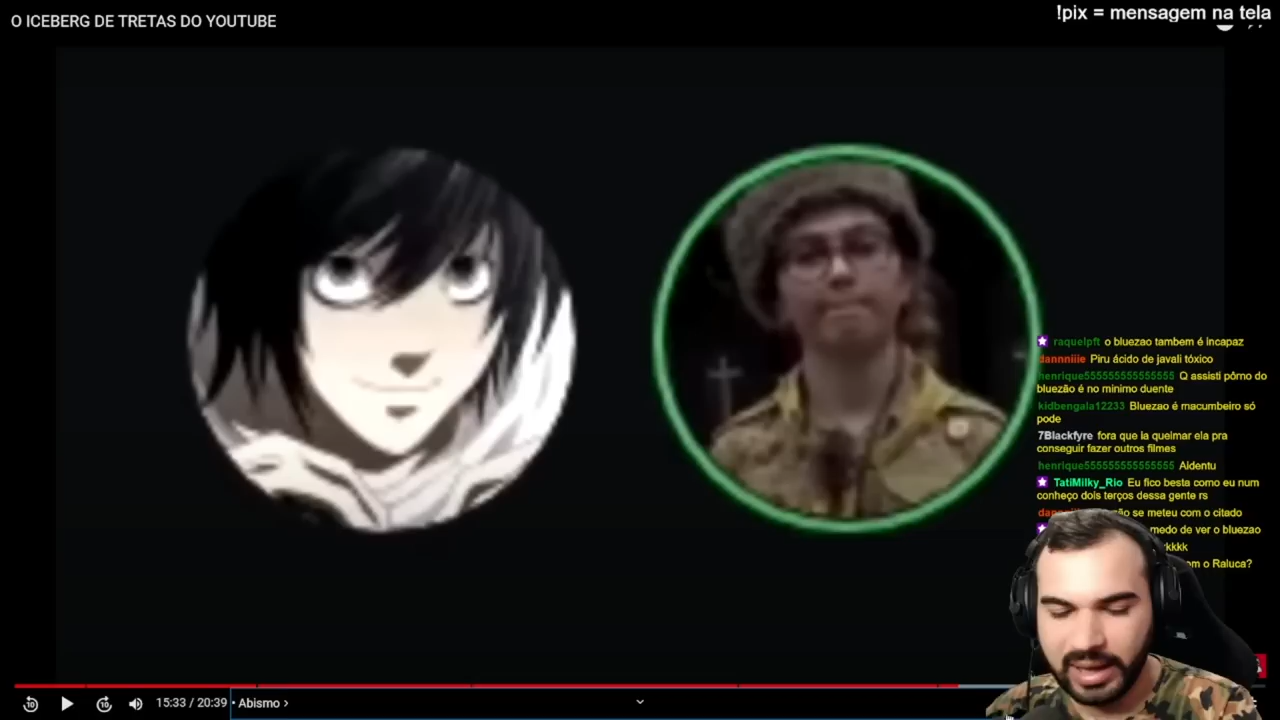 O ICEBERG DE TRETAS DO YOUTUBE
!pix = mensagem na tela
raquelpft o bluezao tambem é incapaz
dannniiie Piru ácido de javali tóxico
henrique555555555555555 Q assisti pôrno do
bluezão é no minimo duente
kidbengala12233 Bluezao é macumbeiro só
pode
7Blackfyre fora que ia queimar ela pra
conseguir fazer outros filmes
henrique555555555555555 Aldentu
TatiMilky_Rio Eu fico besta como eu num
conheço dois terços dessa gente rs
se meteu com o citado
medo de ver o bluezao
o Raluca?
10
10
15:33 / 20:39 • Abismo ›